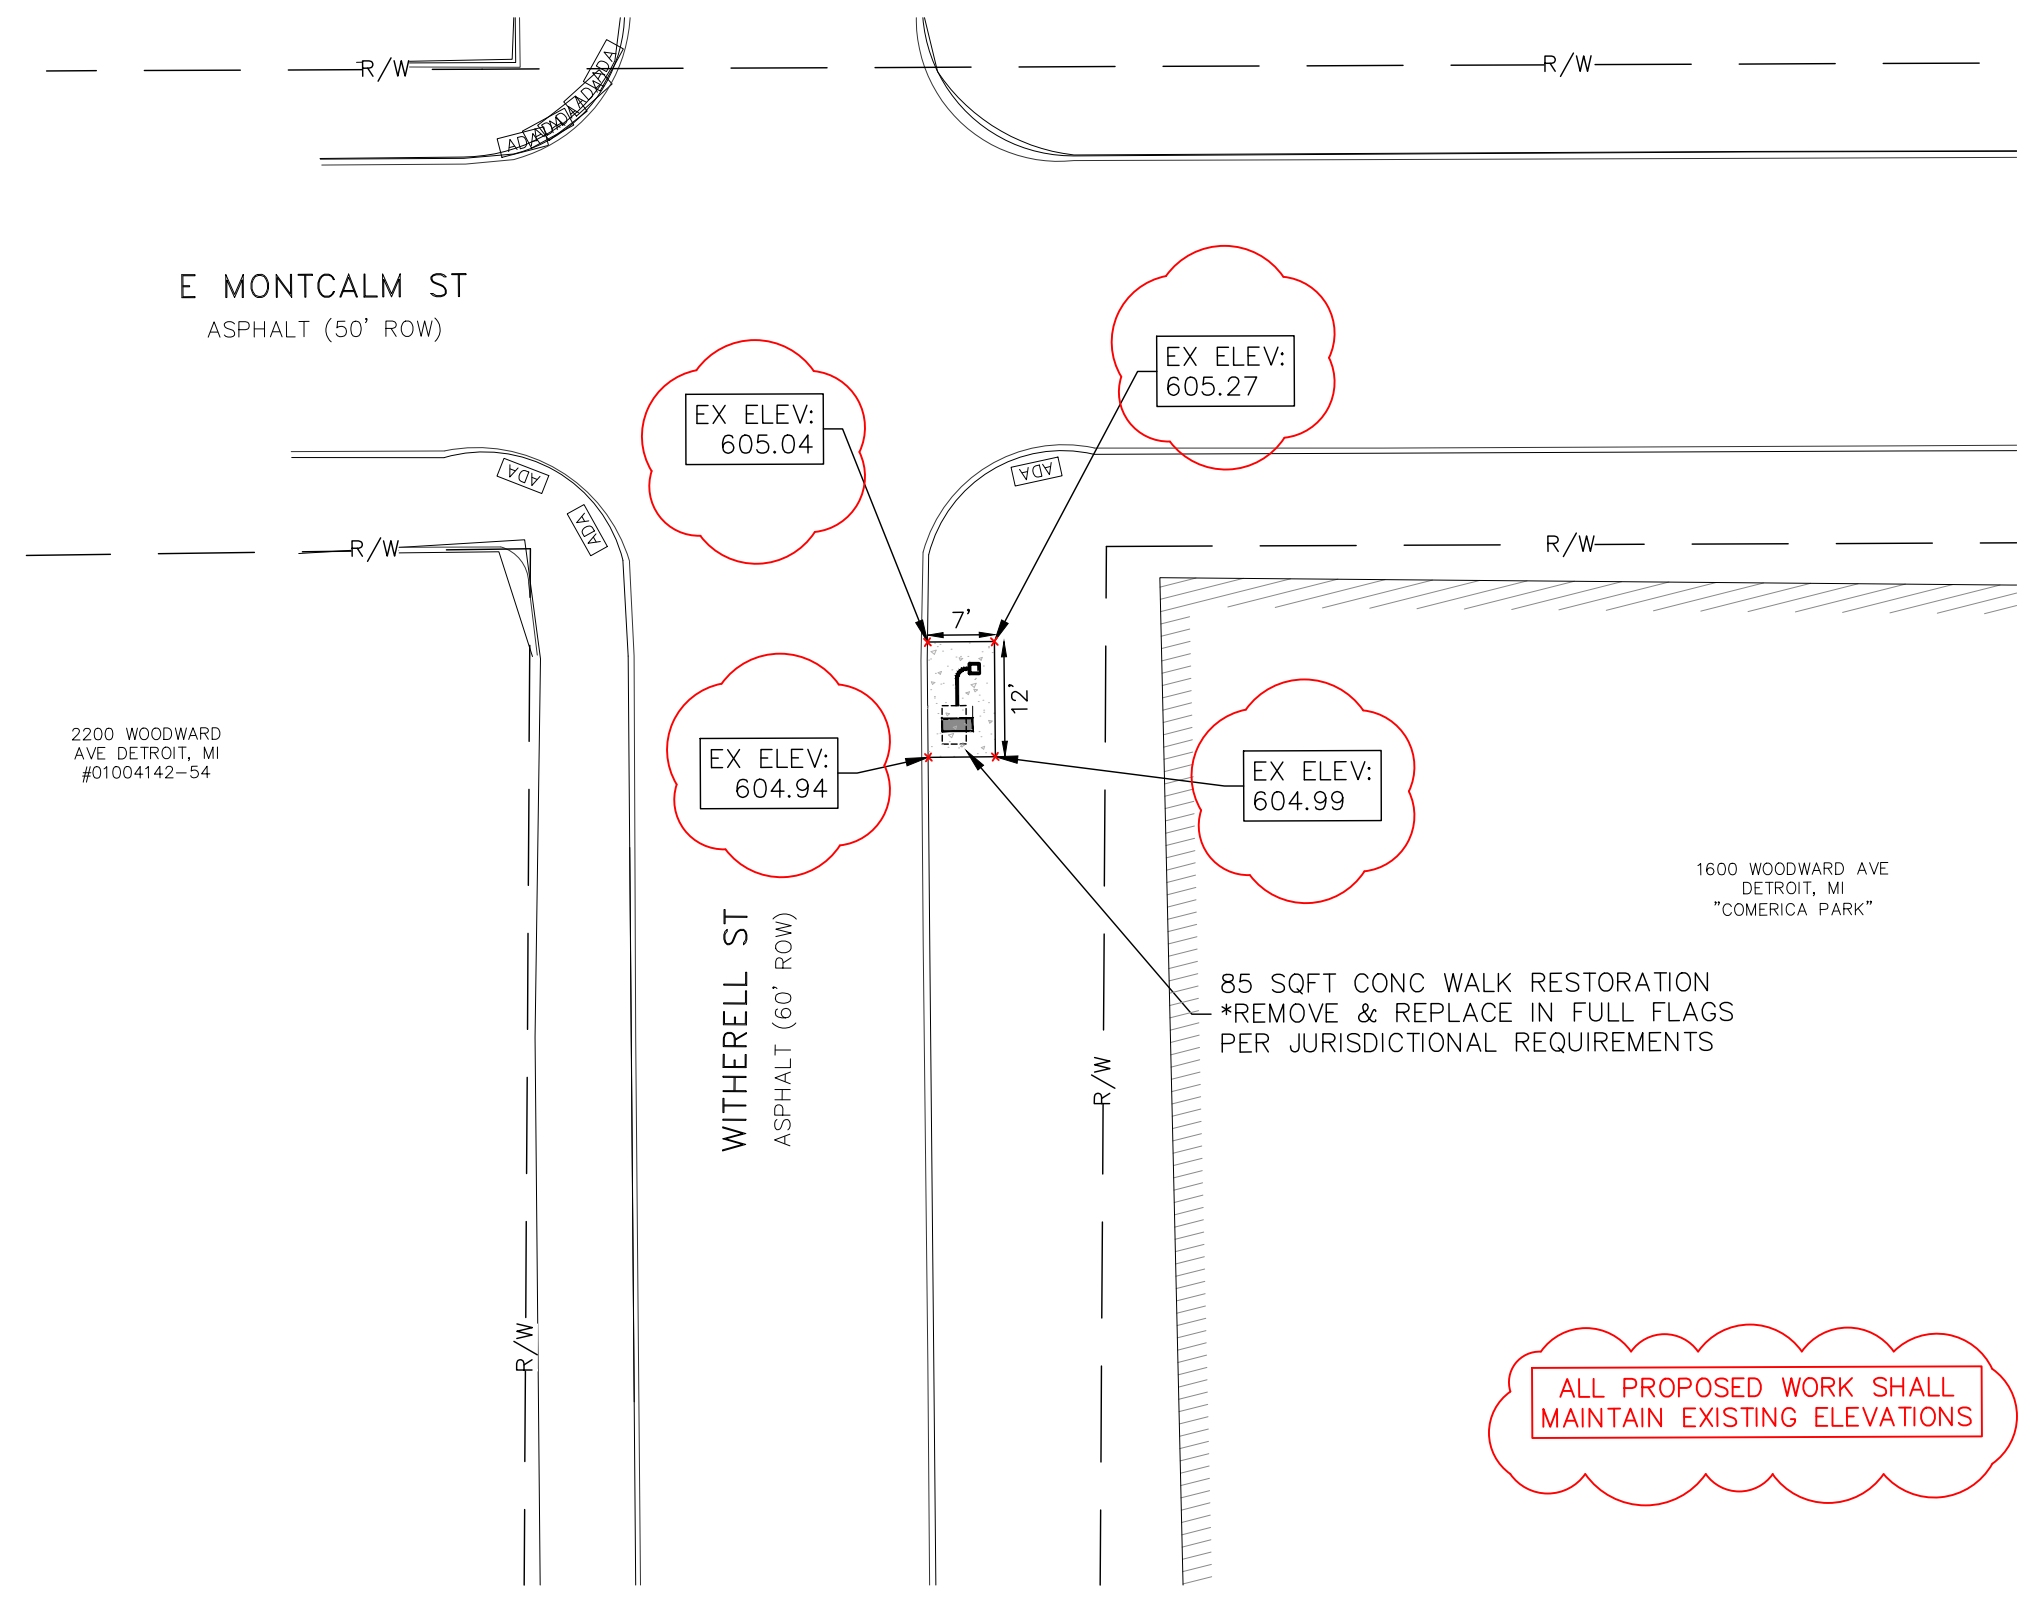 R/W
R/W
ADA
ADA
ADA
ADA
ADA
E MONTCALM ST
ASPHALT (50' ROW)
EX ELEV:
605.27
EX ELEV:
605.04
ADA
ADA
ADA
R/W
R/W
7'
12'
2200 WOODWARD
AVE DETROIT, MI
#01004142-54
EX ELEV:
604.94
EX ELEV:
604.99
1600 WOODWARD AVE
DETROIT, MI
"COMERICA PARK"
WITHERELL ST
ASPHALT (60' ROW)
85 SQFT CONC WALK RESTORATION
*REMOVE & REPLACE IN FULL FLAGS
PER JURISDICTIONAL REQUIREMENTS
R/W
R/W
ALL PROPOSED WORK SHALL
MAINTAIN EXISTING ELEVATIONS